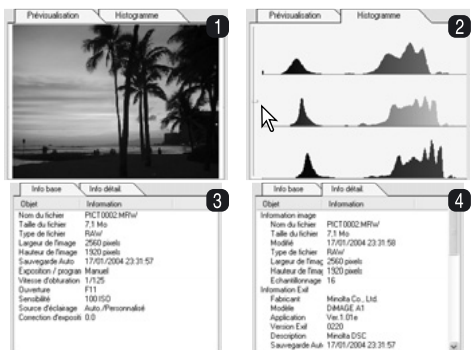 Prévisualisation Histogramme
1
Prévisualisation Histogramme
2
Info base Info détail.
3
Objet Information
Nom du fichier PICT0002.MRW
Taille du fichier 7,1 Mo
Type de fichier RAW
Largeur de l'image 2560 pixels
Hauteur de l'image 1920 pixels
Sauvegarde Auto 17/01/2004 23:31:57
Exposition / program Manuel
Vitesse d'obturation 1/125
Ouverture F11
Sensibilité 100 ISO
Source d'éclairage Auto /Personnalisé
Correction d'expositi 0.0
Info base Info détail.
4
Objet Information
Information image
Nom du fichier PICT0002.MRW
Taille du fichier 7,1 Mo
Modifié 17/01/2004 23:31:58
Type de fichier RAW
Largeur de l'imag 2560 pixels
Hauteur de l'imag 1920 pixels
Echantillonnage 16
Information Exif
Fabricant Minolta Co., Ltd.
Modèle DiMAGE A1
Application Ver.1.01e
Version Exif 0220
Description Minolta DSC
Sauvegarde Aut 17/01/2004 23:31:57